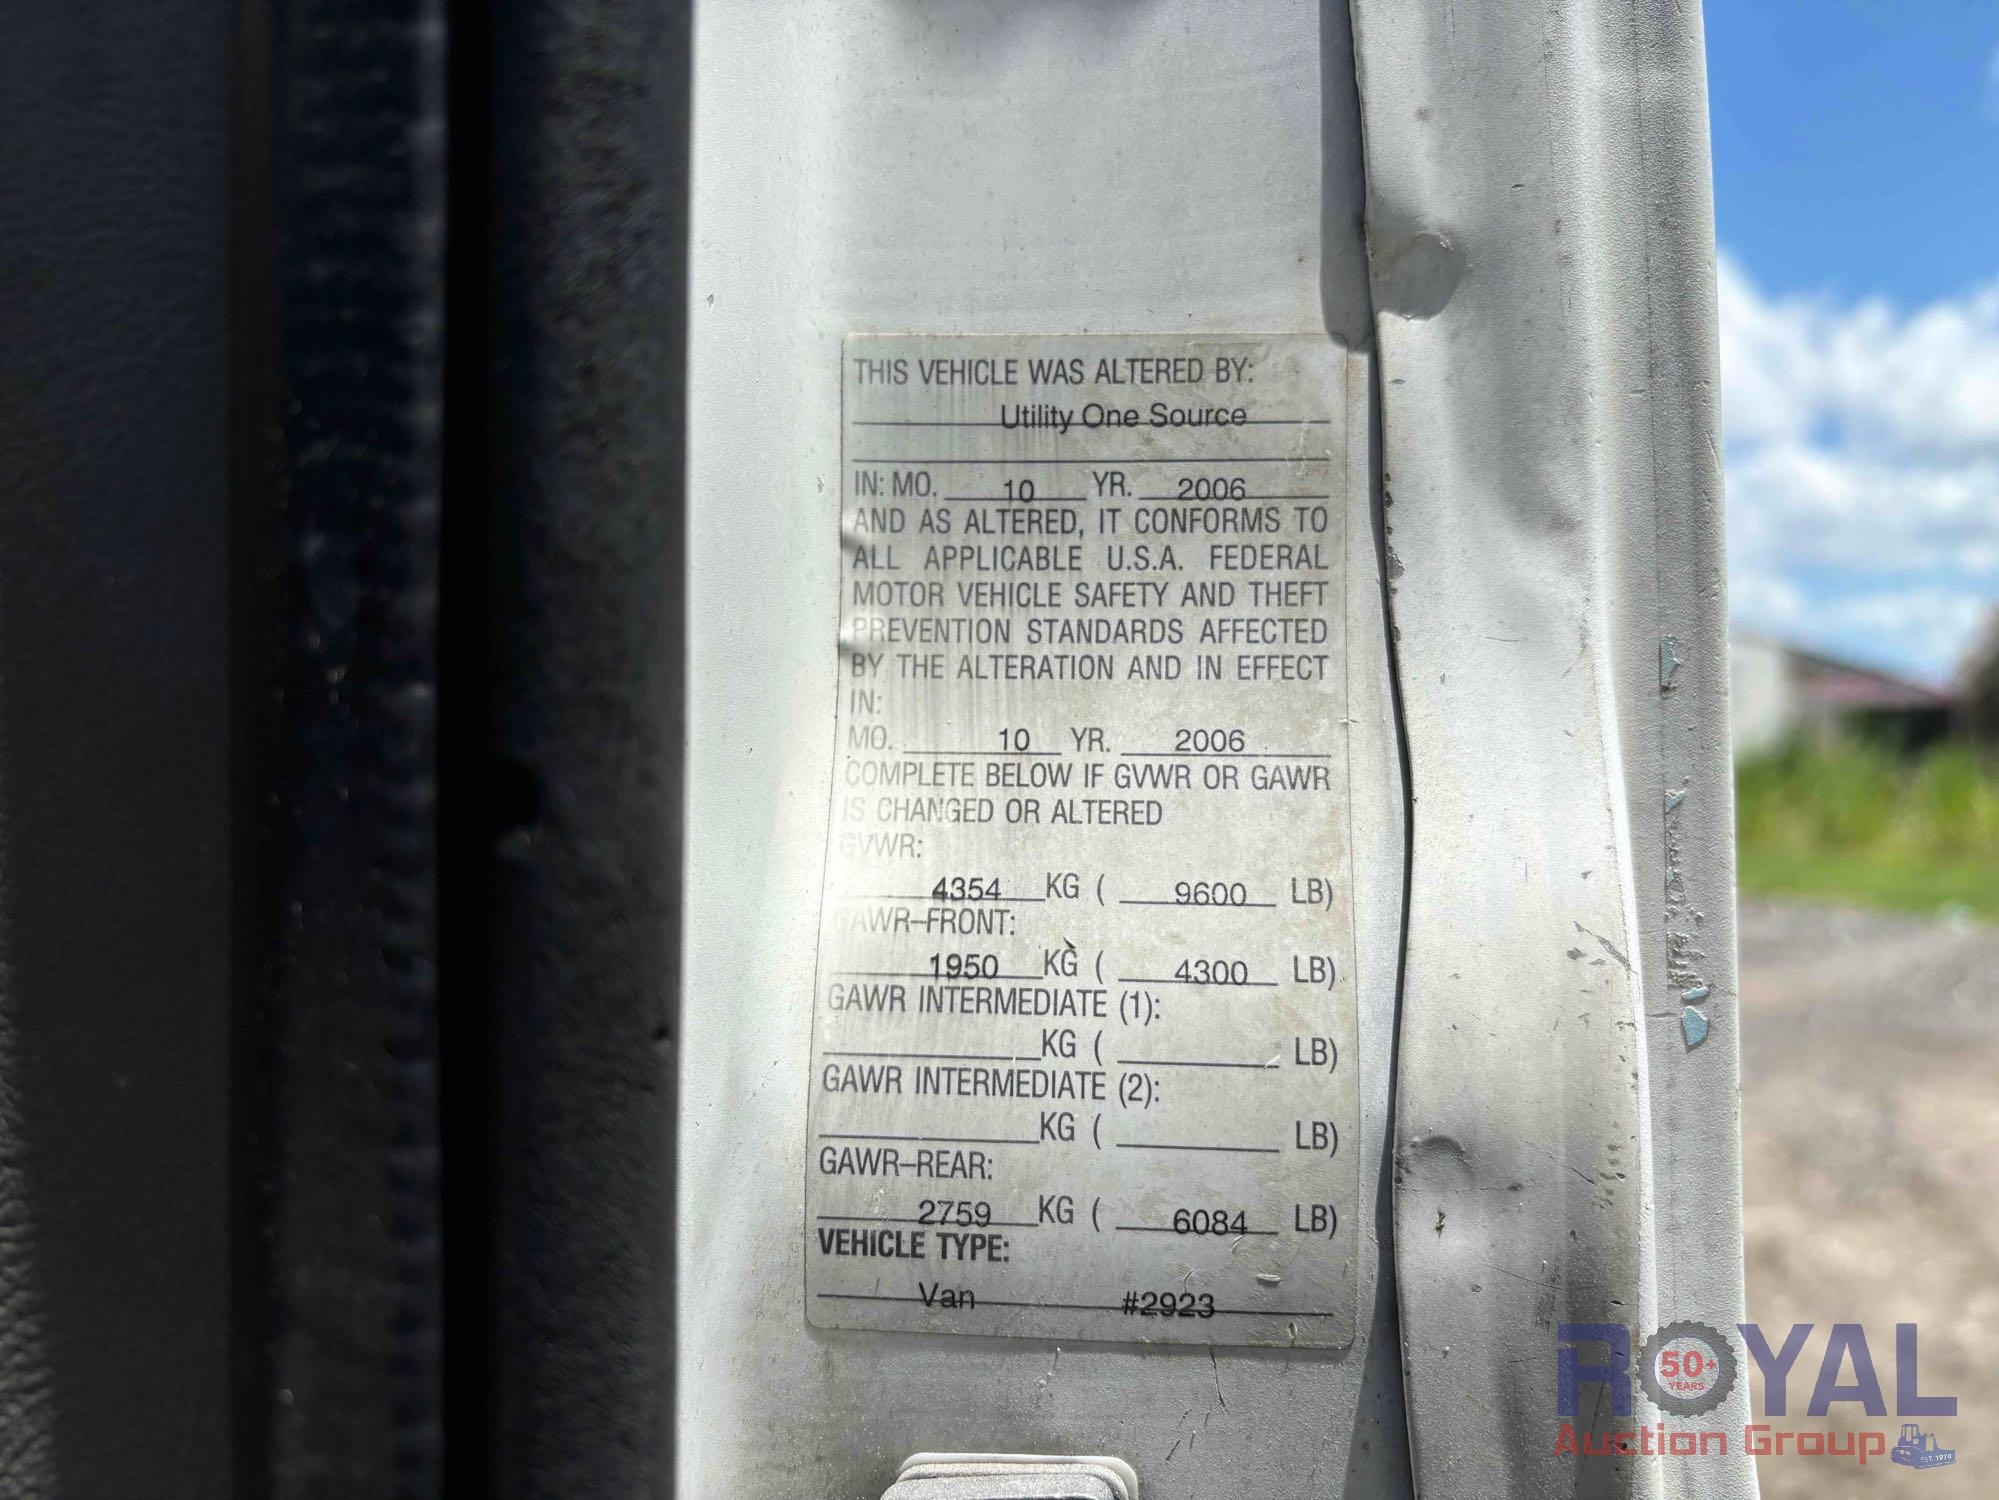 THIS VEHICLE WAS ALTERED BY:
Utility One Source
IN: MO. 10 YR. 2006
AND AS ALTERED, IT CONFORMS TO
ALL APPLICABLE U.S.A. FEDERAL
MOTOR VEHICLE SAFETY AND THEFT
PREVENTION STANDARDS AFFECTED
BY THE ALTERATION AND IN EFFECT
IN:
MO. 10 YR. 2006
COMPLETE BELOW IF GVWR OR GAWR
IS CHANGED OR ALTERED
GVWR:
4354 KG ( 9600 LB)
GAWR-FRONT:
1950 KG ( 4300 LB)
GAWR INTERMEDIATE (1):
KG ( LB)
GAWR INTERMEDIATE (2):
KG ( LB)
GAWR-REAR:
2759 KG ( 6084 LB)
VEHICLE TYPE:
Van #2923
ROYAL
50+
YEARS
Auction Group
EST. 1970